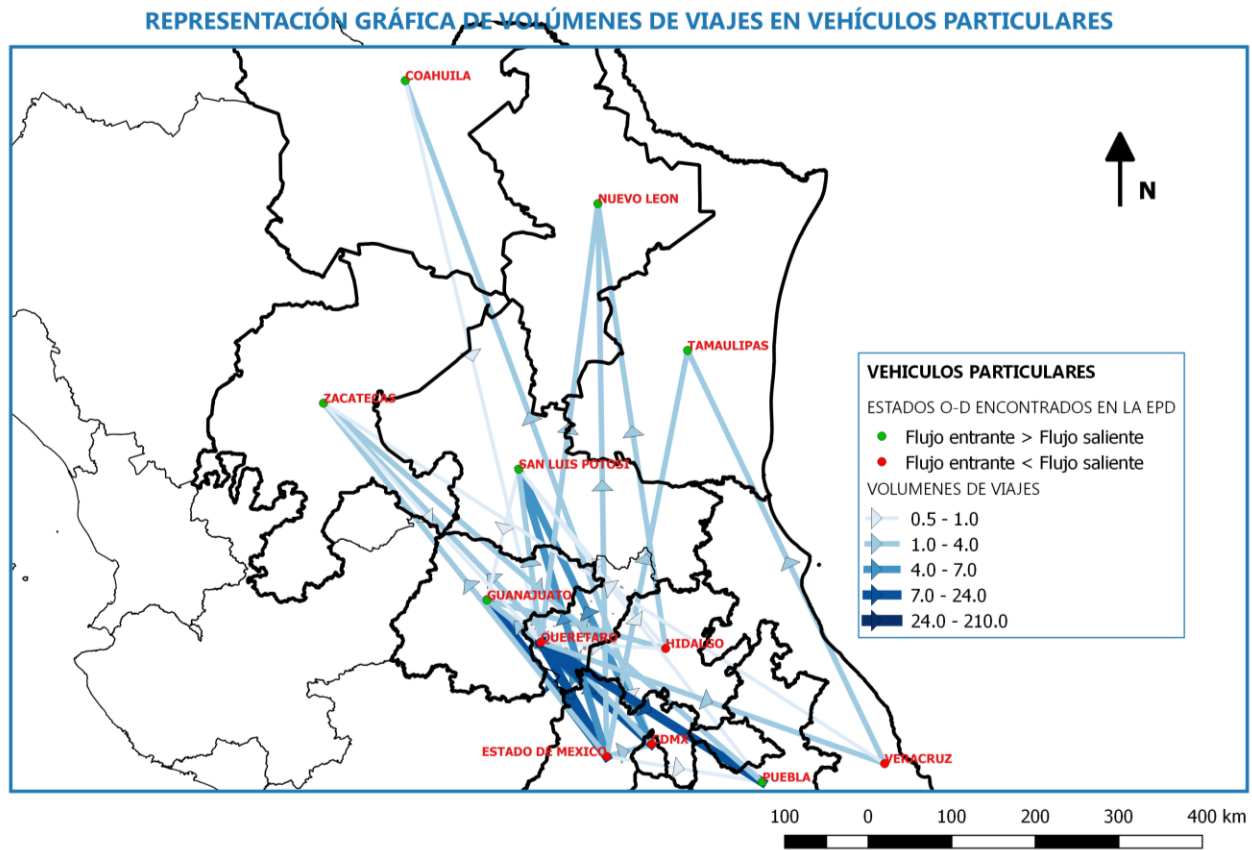 REPRESENTACIÓN GRÁFICA DE VOLÚMENES DE VIAJES EN VEHÍCULOS PARTICULARES
COAHUILA
NUEVO LEON
N
TAMAULIPAS
ZACATECAS
SAN LUIS POTOSI
GUANAJUATO
QUERETARO
HIDALGO
ESTADO DE MEXICO
CDMX
PUEBLA
VERACRUZ
VEHICULOS PARTICULARES
ESTADOS O-D ENCONTRADOS EN LA EPD
Flujo entrante > Flujo saliente
Flujo entrante < Flujo saliente
VOLUMENES DE VIAJES
0.5 - 1.0
1.0 - 4.0
4.0 - 7.0
7.0 - 24.0
24.0 - 210.0
100 0 100 200 300 400 km